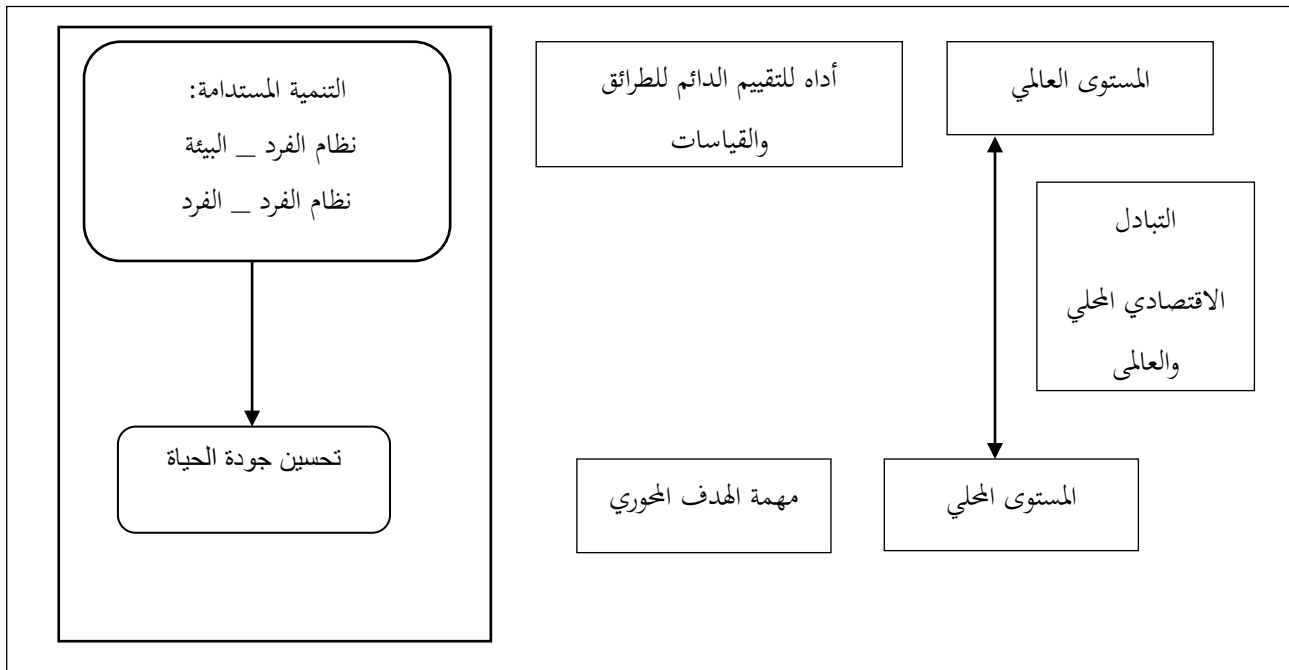 المستوى العالمي
أداه للتقييم الدائم للطرائق
والقياسات
التنمية المستدامة:
نظام الفرد _ البيئة
نظام الفرد _ الفرد
التبادل
الاقتصادي المحلي
والعالمى
المستوى المحلي
مهمة الهدف المحوري
تحسين جودة الحياة